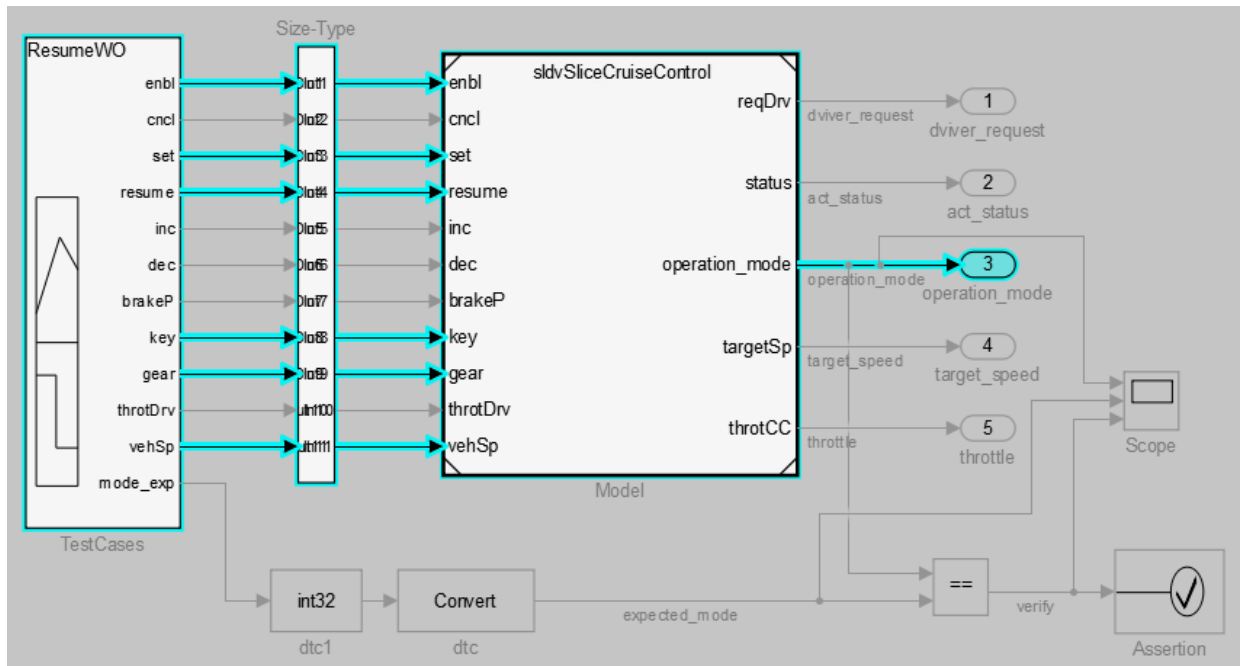 Size-Type
ResumeWO
enbl
cncl
set
resume
inc
dec
brakeP
key
gear
throtDrv
vehSp
mode_exp
TestCases
sldvSliceCruiseControl
enbl
cncl
set
resume
inc
dec
brakeP
key
gear
throtDrv
vehSp
reqDrv
status
operation_mode
targetSp
throtCC
Model
dviver_request
1
dviver_request
act_status
2
act_status
operation_mode
3
operation_mode
target_speed
4
target_speed
throttle
5
throttle
Scope
int32
dtc1
Convert
dtc
expected_mode
==
verify
Assertion